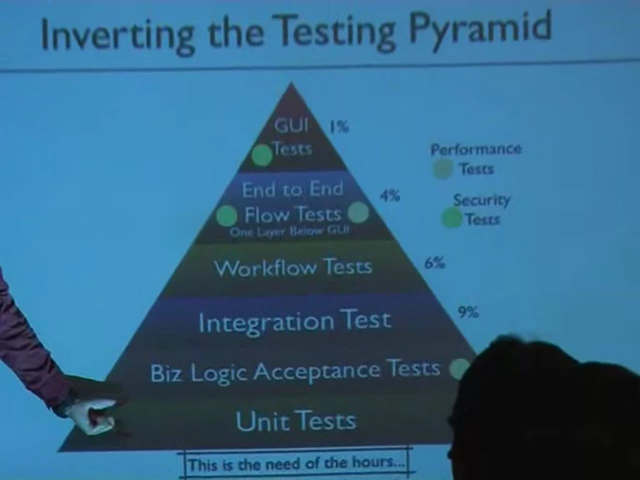 Inverting the Testing Pyramid
GUI
Tests
1%
Performance
Tests
End to End
Flow Tests
One Layer Below GUI
4%
Security
Tests
Workflow Tests
6%
Integration Test
9%
Biz Logic Acceptance Tests
Unit Tests
This is the need of the hours...